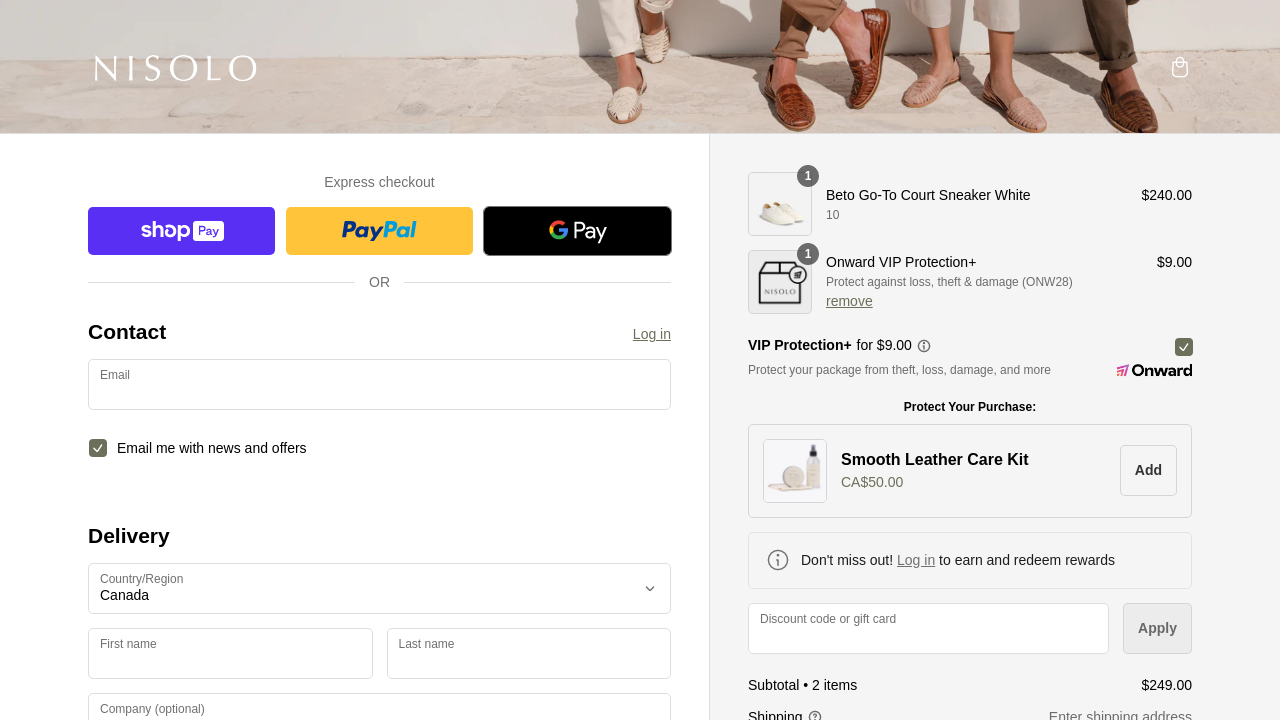 NISOLO
Express checkout
shop Pay
PayPal
G Pay
OR
Contact
Log in
Email
Email me with news and offers
Delivery
Country/Region
Canada
First name
Last name
Company (optional)
1
Beto Go-To Court Sneaker White
$240.00
10
1
NISOLO
Onward VIP Protection+
$9.00
Protect against loss, theft & damage (ONW28)
remove
VIP Protection+ for $9.00
Protect your package from theft, loss, damage, and more
Onward
Protect Your Purchase:
Smooth Leather Care Kit
CA$50.00
Add
Don't miss out! Log in to earn and redeem rewards
Discount code or gift card
Apply
Subtotal • 2 items
$249.00
Shipping
Enter shipping address